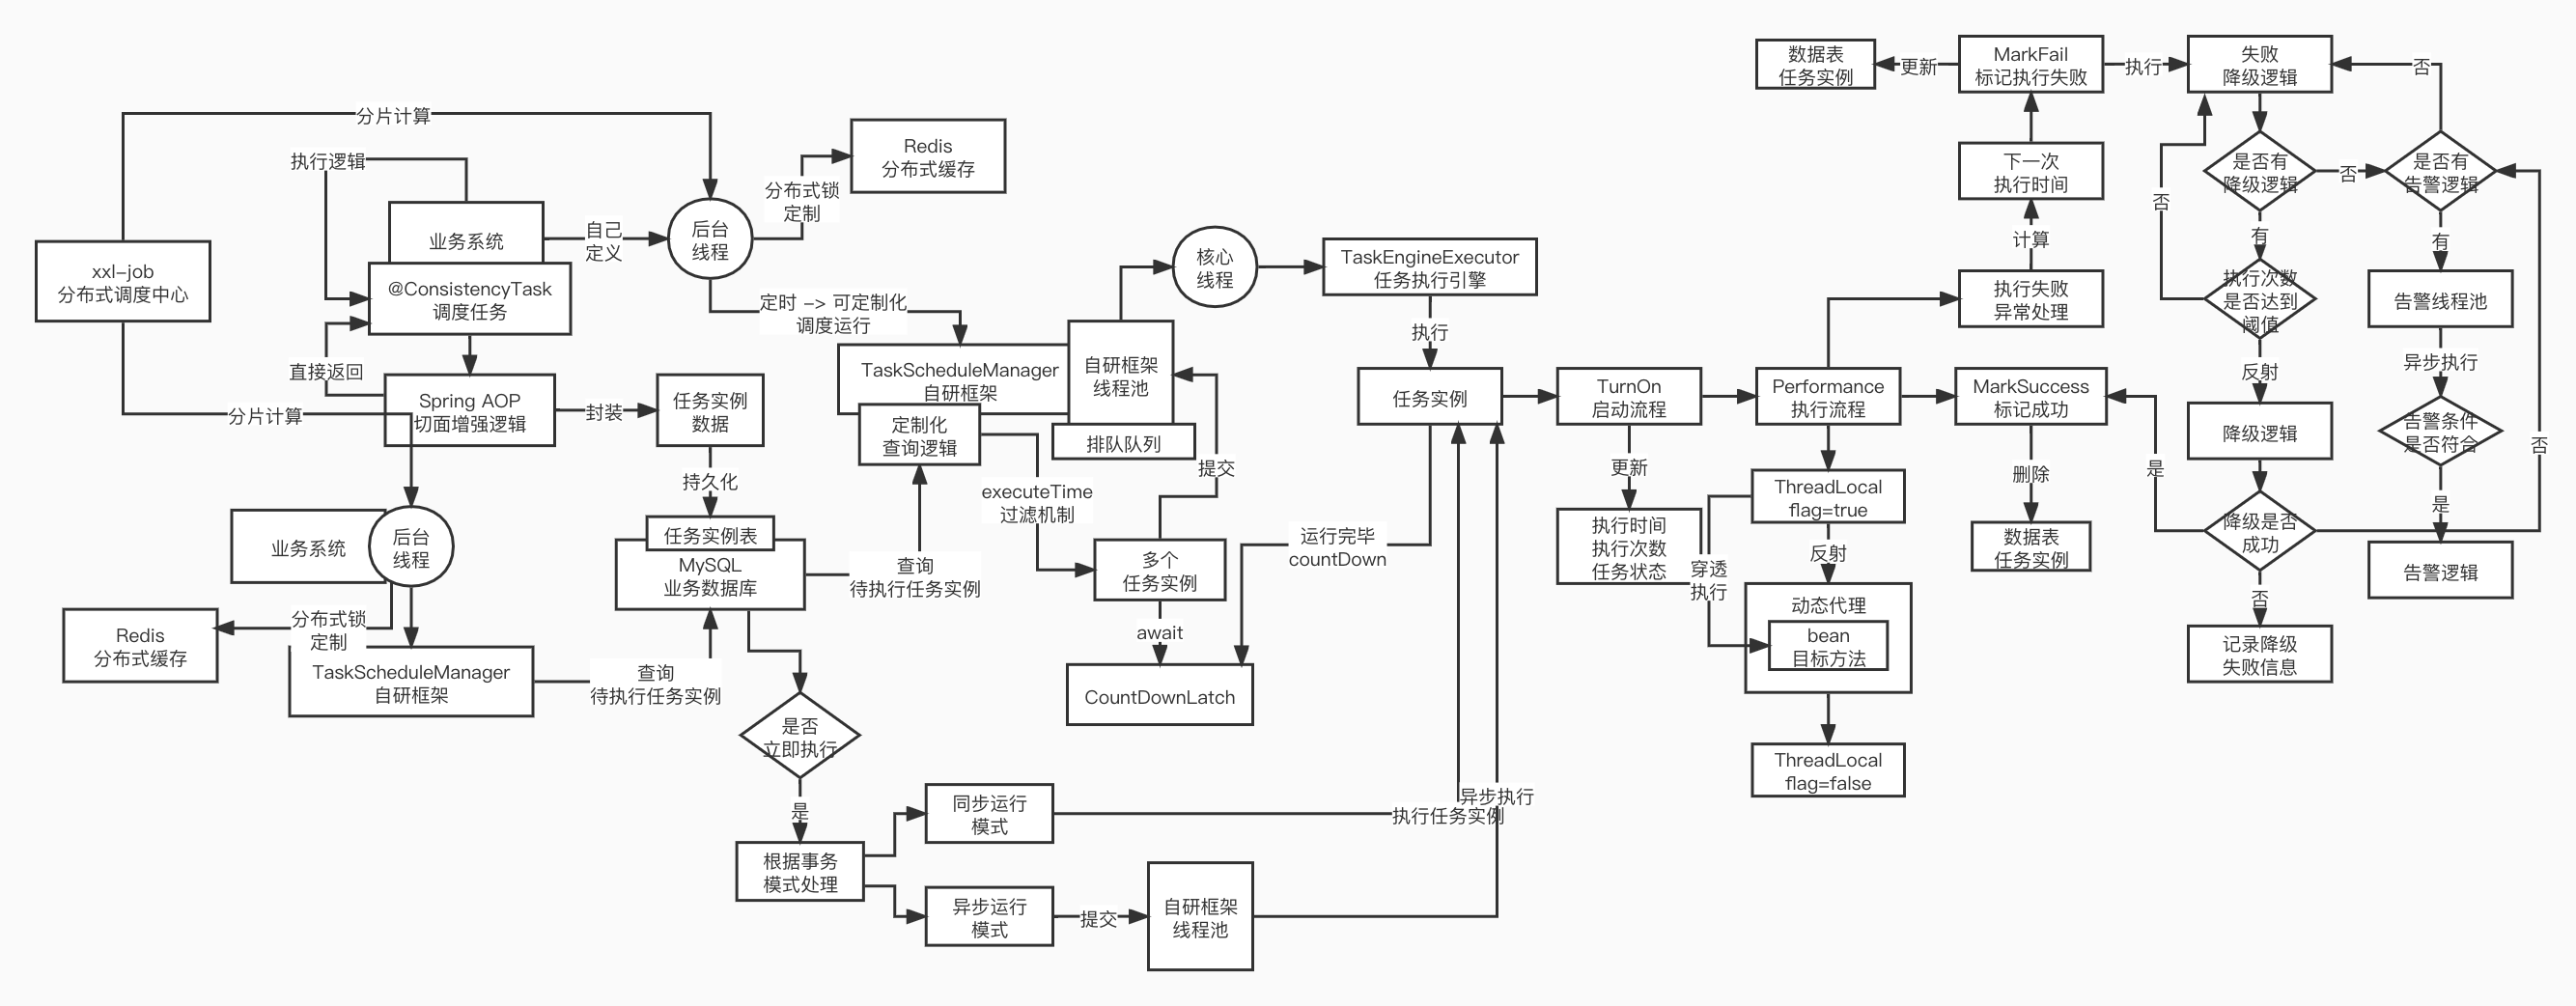 分片计算
执行逻辑
业务系统
自己
定义
后台
线程
分布式锁
定制
Redis
分布式缓存
xxl-job
分布式调度中心
@ConsistencyTask
调度任务
直接返回
分片计算
Spring AOP
切面增强逻辑
封装
任务实例
数据
持久化
任务实例表
MySQL
业务数据库
业务系统
后台
线程
Redis
分布式缓存
分布式锁
定制
TaskScheduleManager
自研框架
查询
待执行任务实例
定时 -> 可定制化
调度运行
TaskScheduleManager
自研框架
定制化
查询逻辑
自研框架
线程池
排队队列
查询
待执行任务实例
executeTime
过滤机制
提交
多个
任务实例
await
CountDownLatch
运行完毕
countDown
是否
立即执行
是
根据事务
模式处理
同步运行
模式
异步运行
模式
提交
自研框架
线程池
执行任务实例
异步执行
核心
线程
TaskEngineExecutor
任务执行引擎
执行
任务实例
TurnOn
启动流程
更新
执行时间
执行次数
任务状态
Performance
执行流程
ThreadLocal
flag=true
反射
穿透
执行
动态代理
bean
目标方法
ThreadLocal
flag=false
MarkSuccess
标记成功
删除
数据表
任务实例
执行失败
异常处理
计算
下一次
执行时间
MarkFail
标记执行失败
更新
数据表
任务实例
执行
失败
降级逻辑
是否有
降级逻辑
否
有
执行次数
是否达到
阈值
否
反射
降级逻辑
降级是否
成功
是
否
记录降级
失败信息
否
是否有
告警逻辑
否
有
告警线程池
异步执行
告警条件
是否符合
是
告警逻辑